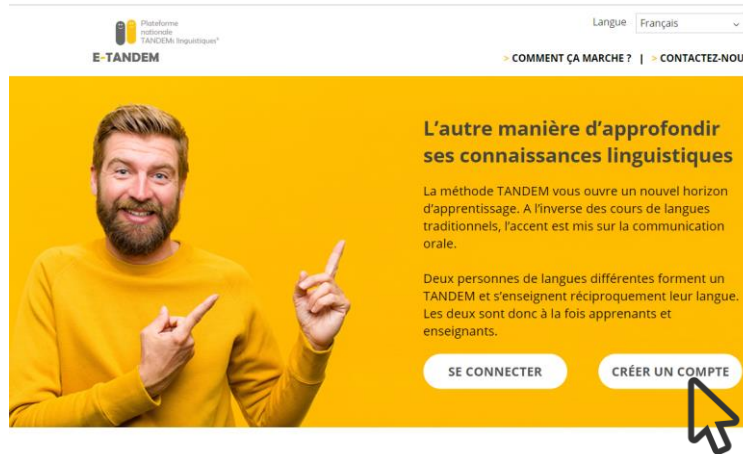 Plateforme
nationale
TANDEMs linguistiques®
E-TANDEM
Langue Français
> COMMENT ÇA MARCHE ? | > CONTACTEZ-NOU
L’autre manière d’approfondir
ses connaissances linguistiques
La méthode TANDEM vous ouvre un nouvel horizon
d’apprentissage. A l’inverse des cours de langues
traditionnels, l’accent est mis sur la communication
orale.
Deux personnes de langues différentes forment un
TANDEM et s’enseignent réciproquement leur langue.
Les deux sont donc à la fois apprenants et
enseignants.
SE CONNECTER CRÉER UN COMPTE